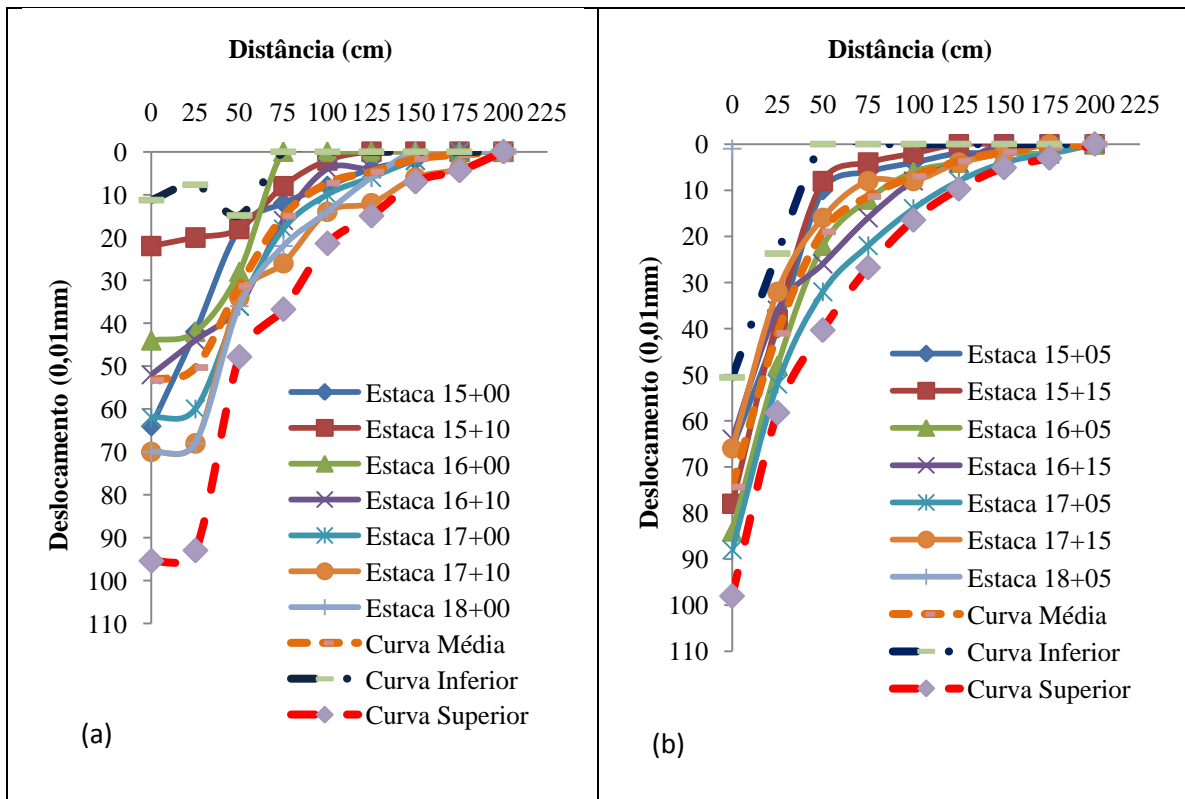 Distância (cm)
0 25 50 75 100 125 150 175 200 225
0
10
20
30
40
50
60
70
80
90
100
110
Deslocamento (0,01mm)
Estaca 15+00
Estaca 15+10
Estaca 16+00
Estaca 16+10
Estaca 17+00
Estaca 17+10
Estaca 18+00
Curva Média
Curva Inferior
Curva Superior
(a)
Distância (cm)
0 25 50 75 100 125 150 175 200 225
0
10
20
30
40
50
60
70
80
90
100
110
Deslocamento (0,01mm)
Estaca 15+05
Estaca 15+15
Estaca 16+05
Estaca 16+15
Estaca 17+05
Estaca 17+15
Estaca 18+05
Curva Média
Curva Inferior
Curva Superior
(b)